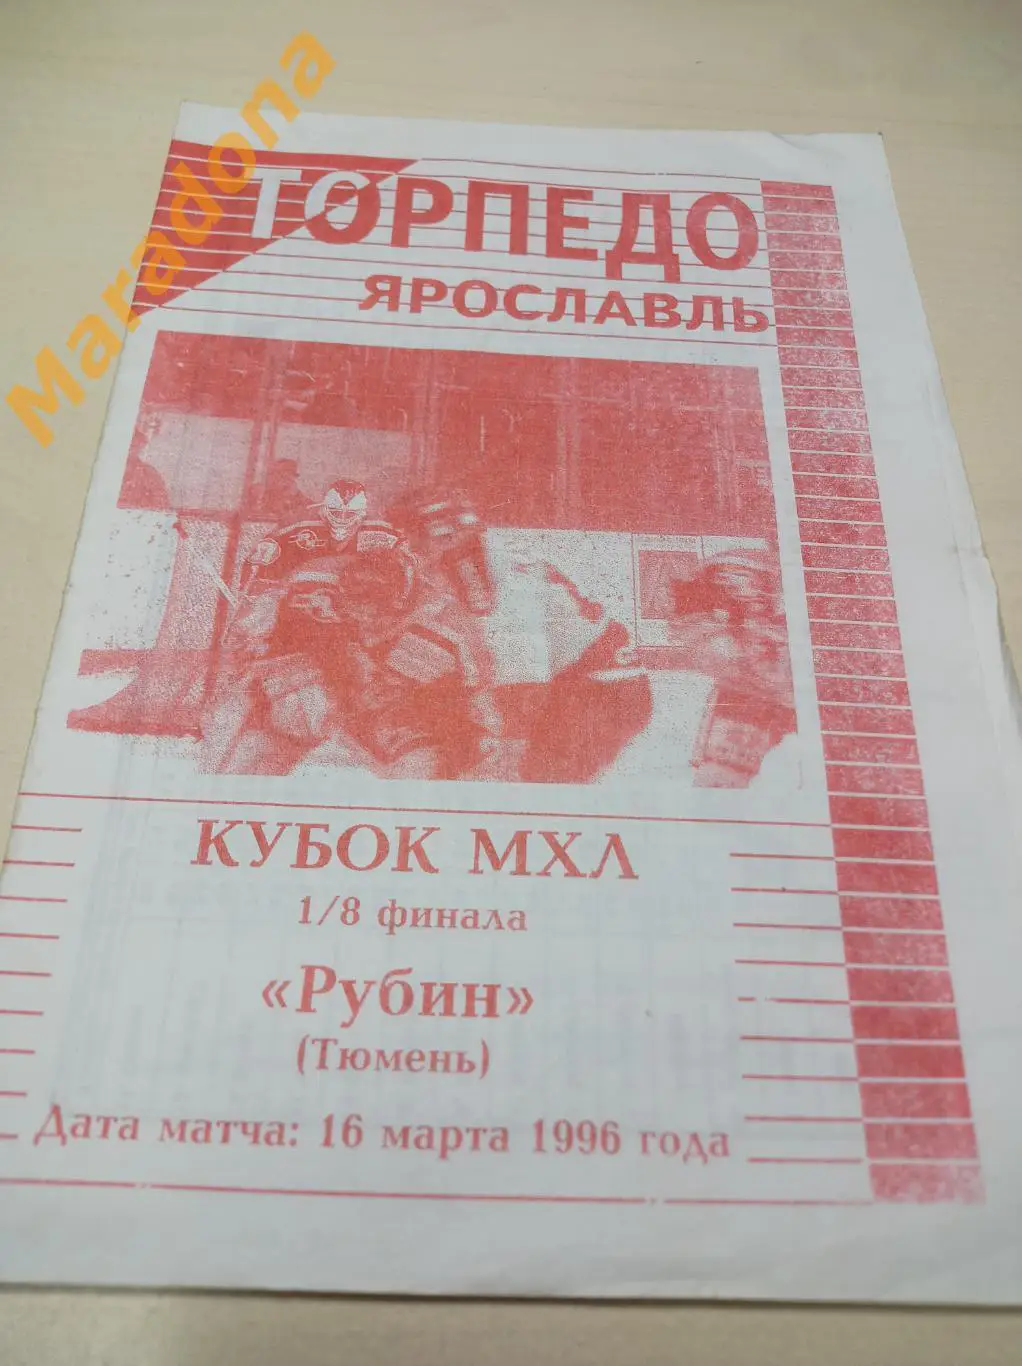 Maradona
ТОРПЕДО
ЯРОСЛАВЛЬ
КУБОК МХЛ
1/8 финала
«Рубин»
(Тюмень)
Дата матча: 16 марта 1996 года